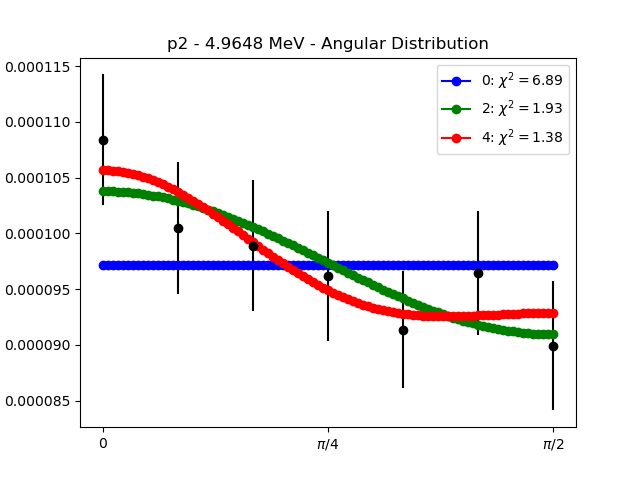 p2 - 4.9648 MeV - Angular Distribution
0.000115
0.000110
0.000105
0.000100
0.000095
0.000090
0.000085
0: χ² = 6.89
2: χ² = 1.93
4: χ² = 1.38
0
π/4
π/2